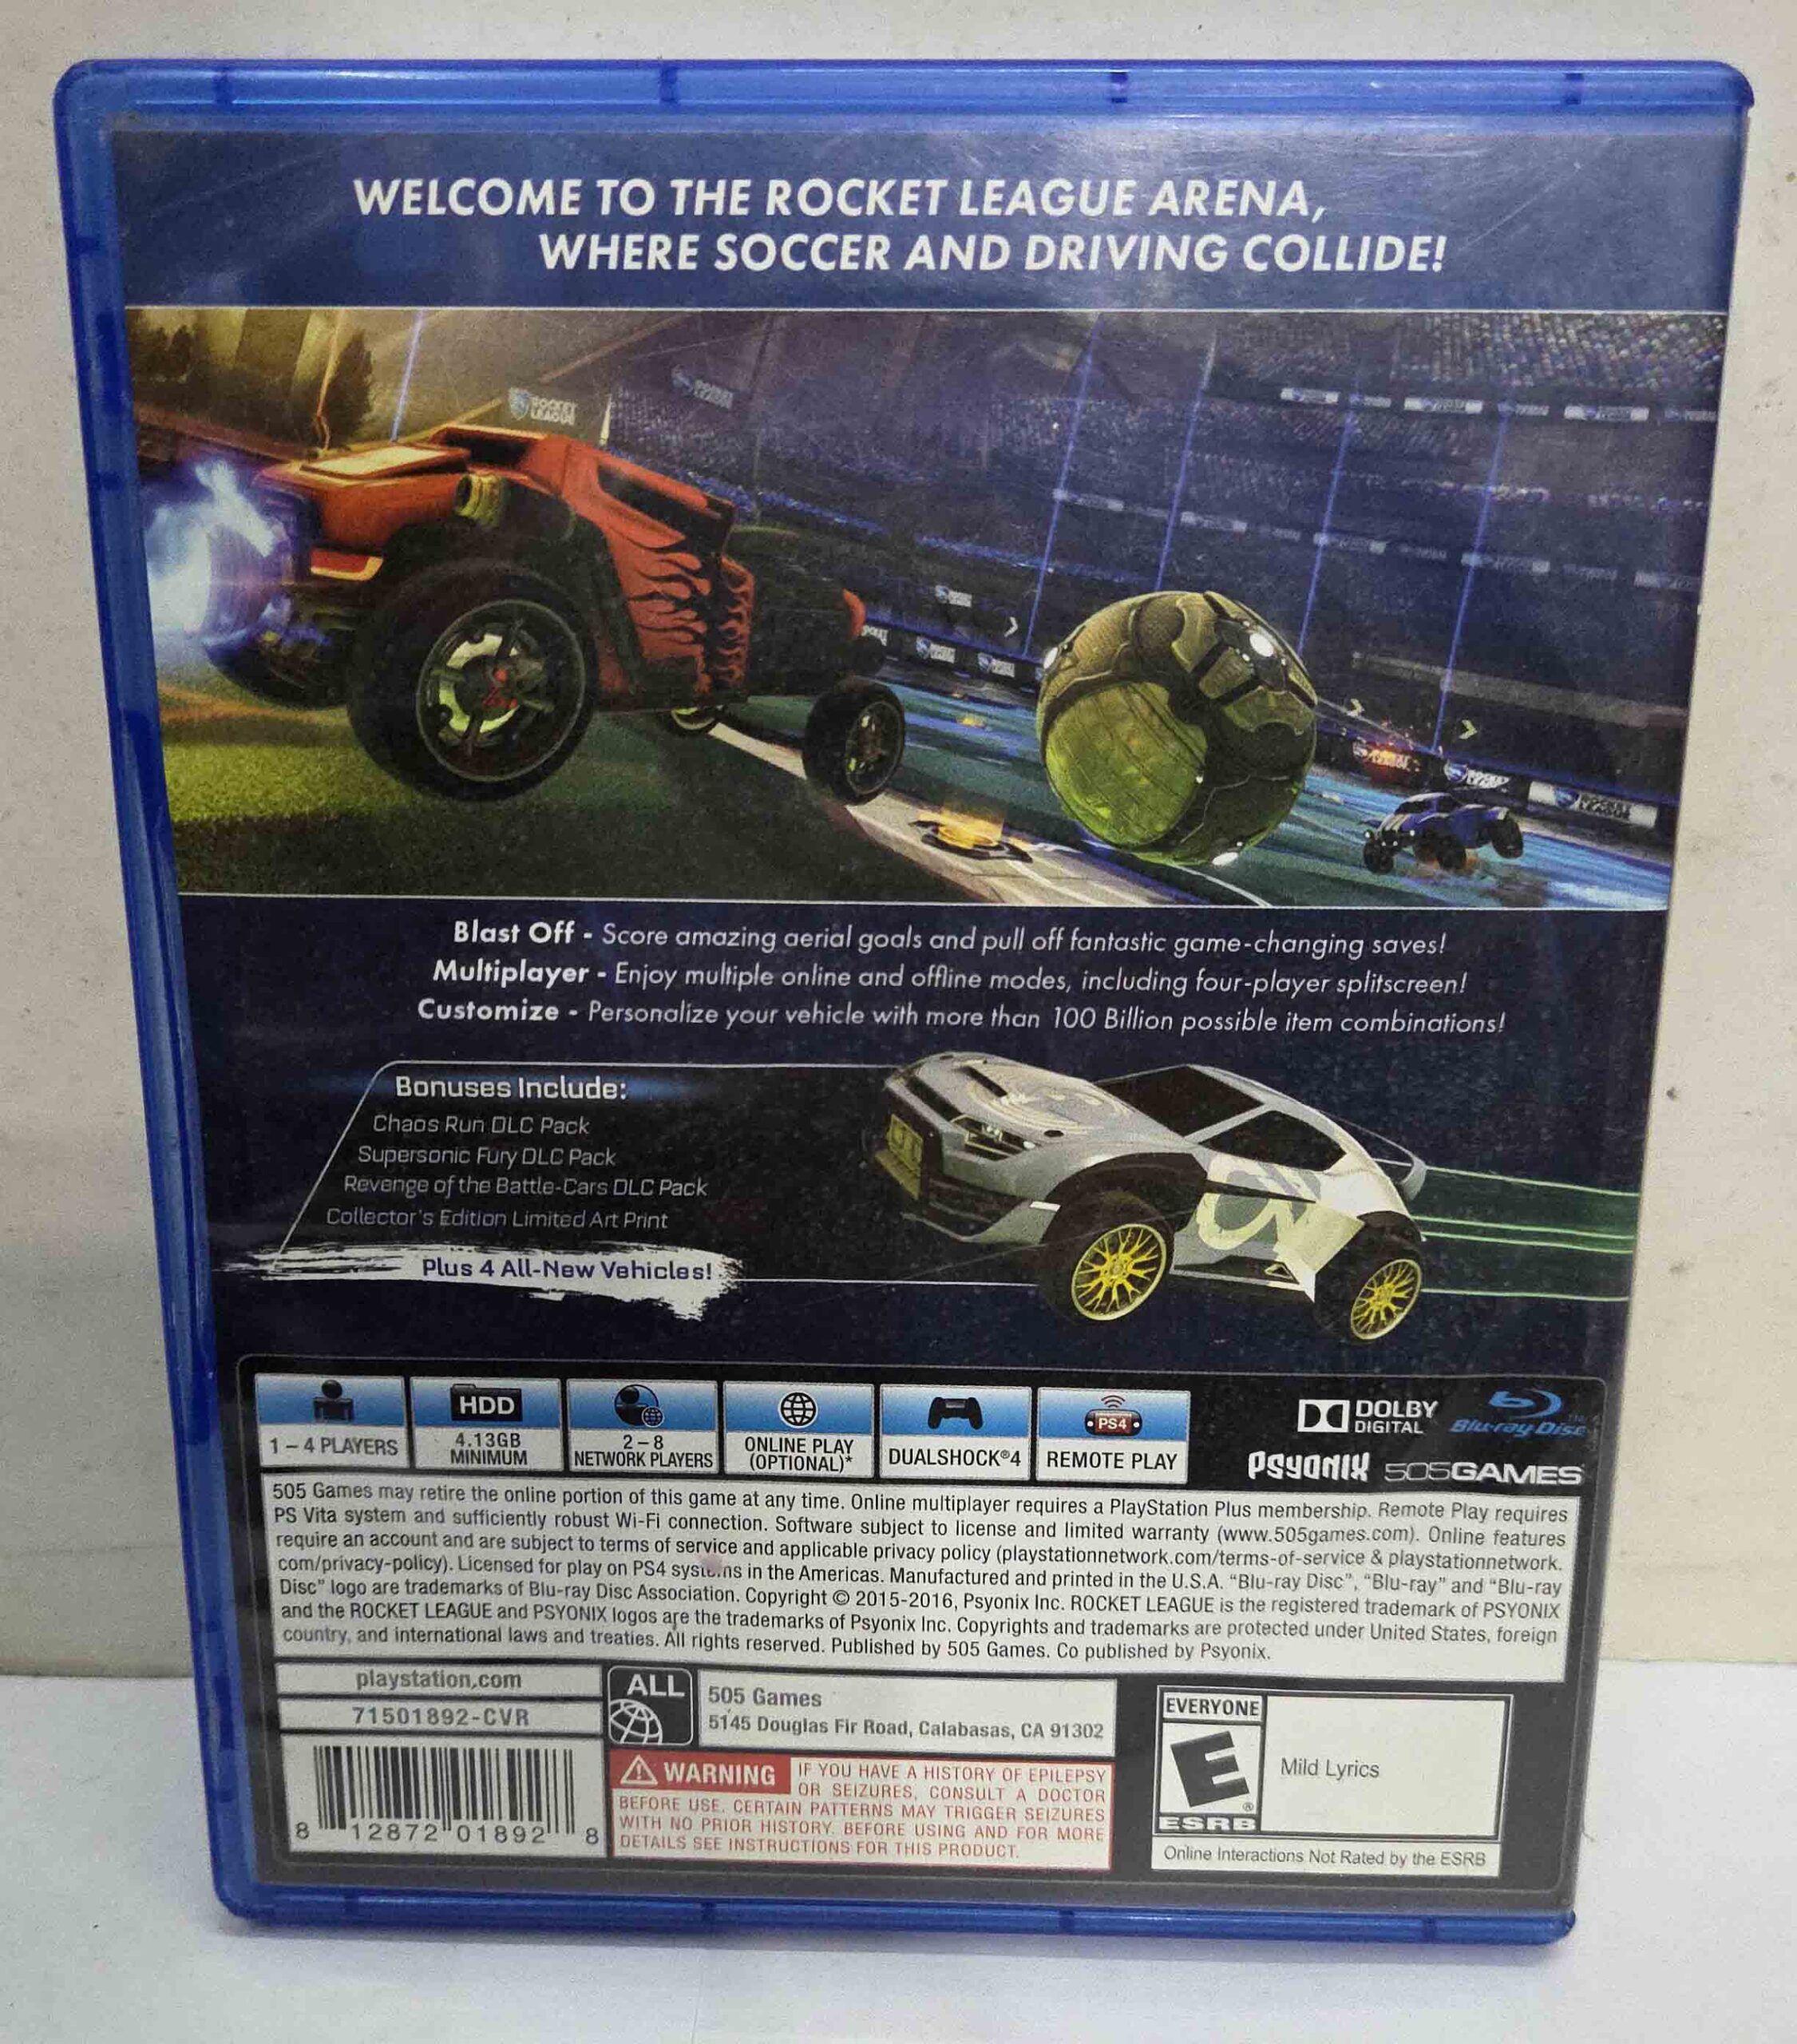 WELCOME TO THE ROCKET LEAGUE ARENA,
WHERE SOCCER AND DRIVING COLLIDE!
ROCKET
LEAGUE
Blast Off - Score amazing aerial goals and pull off fantastic game-changing saves!
Multiplayer - Enjoy multiple online and offline modes, including four-player splitscreen!
Customize - Personalize your vehicle with more than 100 Billion possible item combinations!
Bonuses Include:
Chaos Run DLC Pack
Supersonic Fury DLC Pack
Revenge of the Battle-Cars DLC Pack
Collector's Edition Limited Art Print
Plus 4 All-New Vehicles!
1 – 4 PLAYERS
HDD
4.13GB
MINIMUM
2 – 8
NETWORK PLAYERS
ONLINE PLAY
(OPTIONAL)*
DUALSHOCK®4
PS4
REMOTE PLAY
DOLBY
DIGITAL
Blu-ray Disc
PSYONIX 505GAMES
505 Games may retire the online portion of this game at any time. Online multiplayer requires a PlayStation Plus membership. Remote Play requires
PS Vita system and sufficiently robust Wi-Fi connection. Software subject to license and limited warranty (www.505games.com). Online features
require an account and are subject to terms of service and applicable privacy policy (playstationnetwork.com/terms-of-service & playstationnetwork.
com/privacy-policy). Licensed for play on PS4 systems in the Americas. Manufactured and printed in the U.S.A. “Blu-ray Disc”, “Blu-ray” and “Blu-ray
Disc” logo are trademarks of Blu-ray Disc Association. Copyright © 2015-2016, Psyonix Inc. ROCKET LEAGUE is the registered trademark of PSYONIX
and the ROCKET LEAGUE and PSYONIX logos are the trademarks of Psyonix Inc. Copyrights and trademarks are protected under United States, foreign
country, and international laws and treaties. All rights reserved. Published by 505 Games. Co published by Psyonix.
playstation.com
71501892-CVR
8 12872 01892 8
ALL
505 Games
5145 Douglas Fir Road, Calabasas, CA 91302
WARNING IF YOU HAVE A HISTORY OF EPILEPSY
OR SEIZURES, CONSULT A DOCTOR
BEFORE USE. CERTAIN PATTERNS MAY TRIGGER SEIZURES
WITH NO PRIOR HISTORY. BEFORE USING AND FOR MORE
DETAILS SEE INSTRUCTIONS FOR THIS PRODUCT.
EVERYONE
E
ESRB
Mild Lyrics
Online Interactions Not Rated by the ESRB